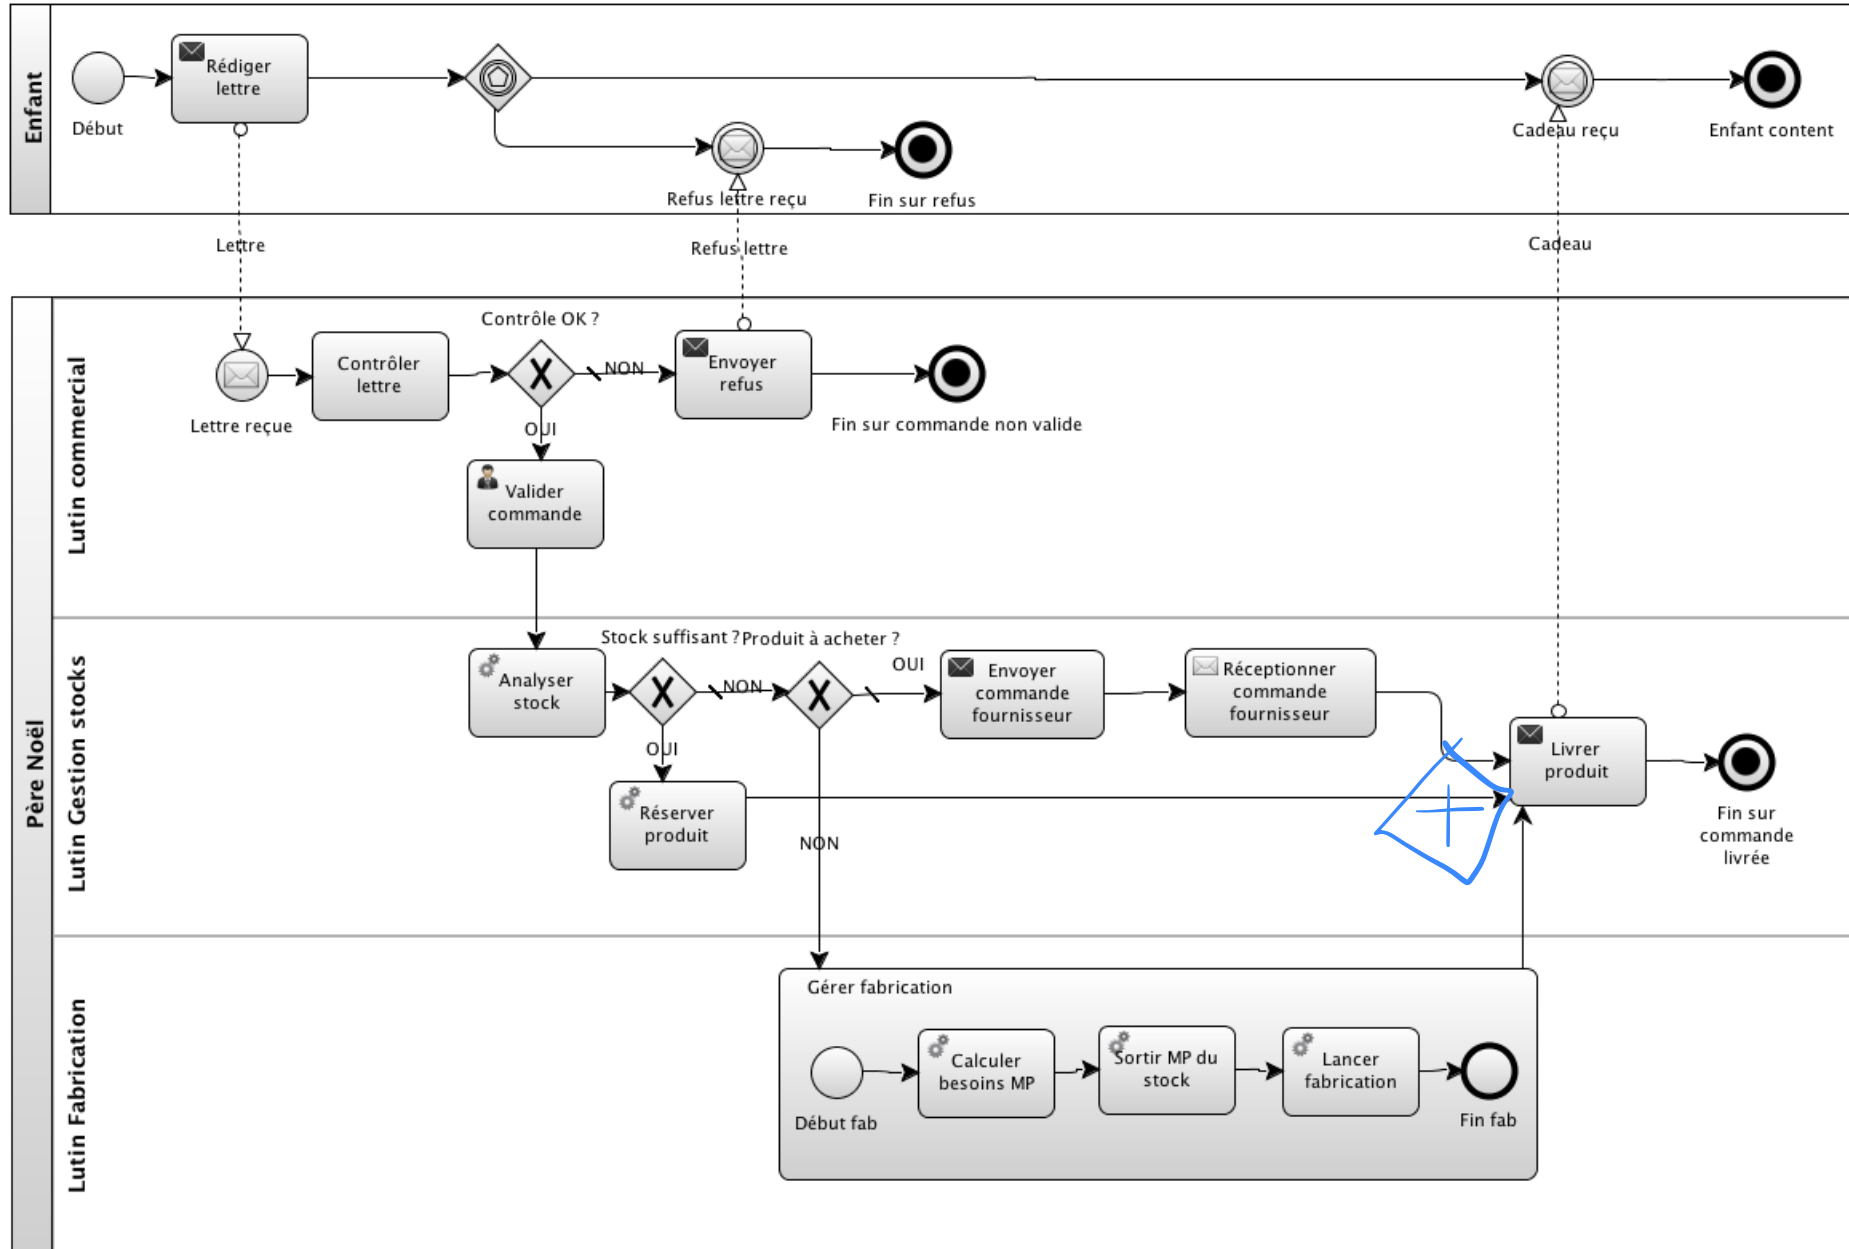 Enfant
Début
Rédiger
lettre
Refus lettre reçu
Fin sur refus
Cadeau reçu
Enfant content
Lettre
Refus lettre
Cadeau
Père Noël
Lutin commercial
Lettre reçue
Contrôler
lettre
Contrôle OK ?
NON
OUI
Envoyer
refus
Fin sur commande non valide
Valider
commande
Lutin Gestion stocks
Analyser
stock
Stock suffisant ?
NON
OUI
Produit à acheter ?
OUI
NON
Envoyer
commande
fournisseur
Réceptionner
commande
fournisseur
Réserver
produit
Livrer
produit
Fin sur
commande
livrée
Lutin Fabrication
Gérer fabrication
Début fab
Calculer
besoins MP
Sortir MP du
stock
Lancer
fabrication
Fin fab